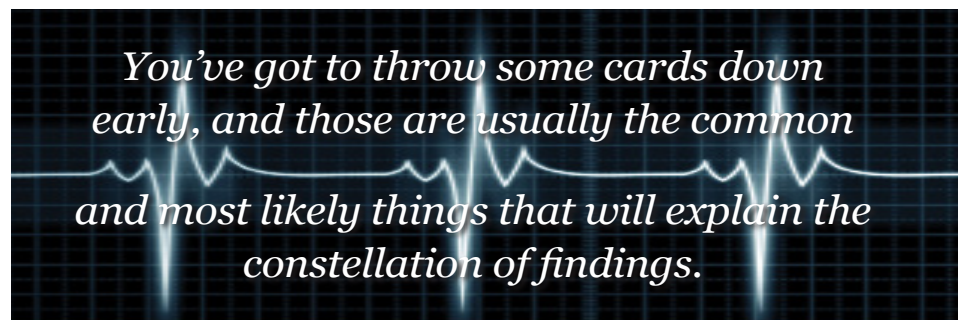 You’ve got to throw some cards down
early, and those are usually the common
and most likely things that will explain the
constellation of findings.